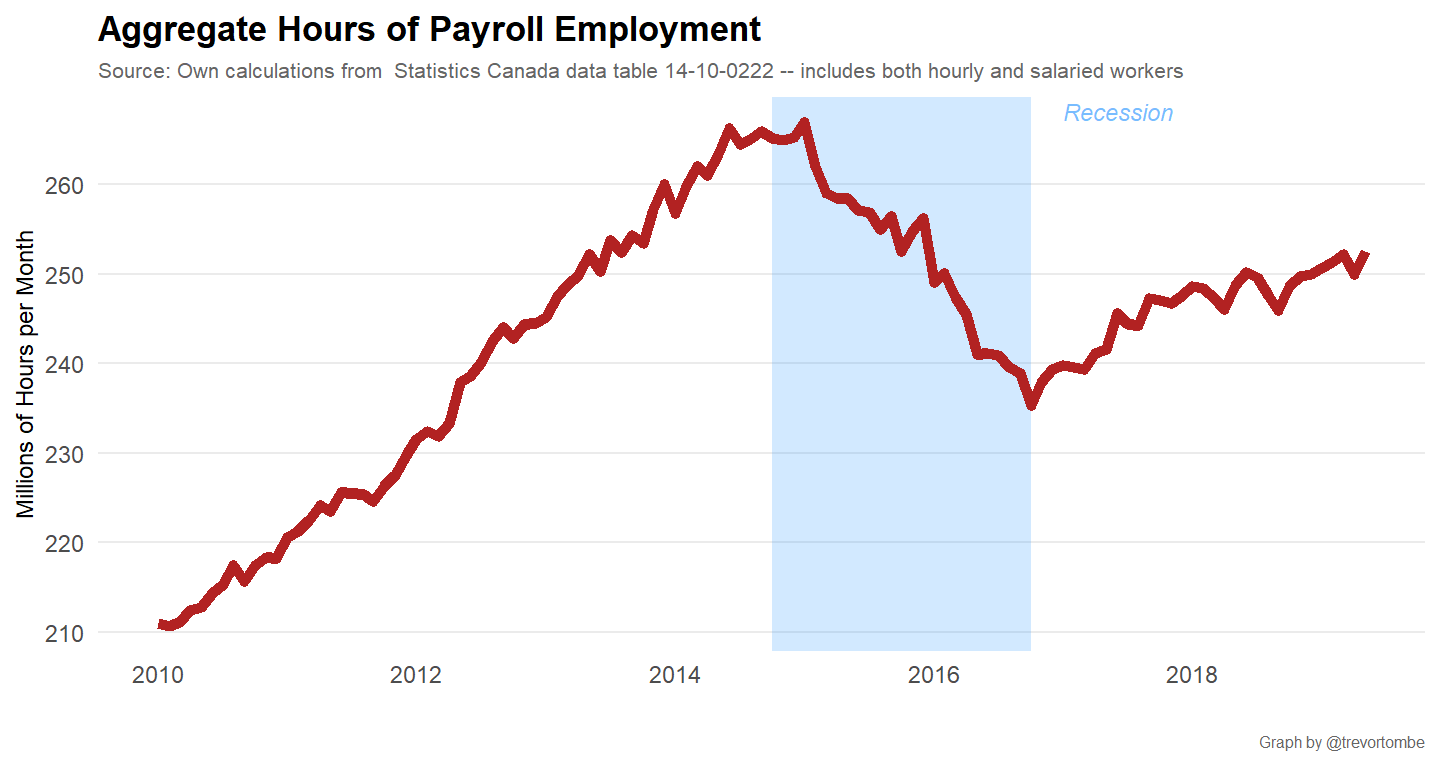 Aggregate Hours of Payroll Employment
Source: Own calculations from  Statistics Canada data table 14-10-0222 -- includes both hourly and salaried workers
Recession
Millions of Hours per Month
260
250
240
230
220
210
2010 2012 2014 2016 2018
Graph by @trevortombe